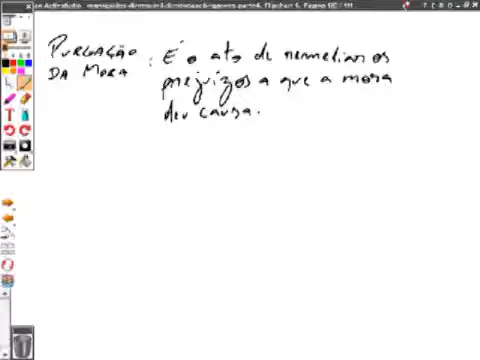 PURGAÇÃO DA MORA : É o ato de remediar os
prejuízos a que a mora
deu causa.